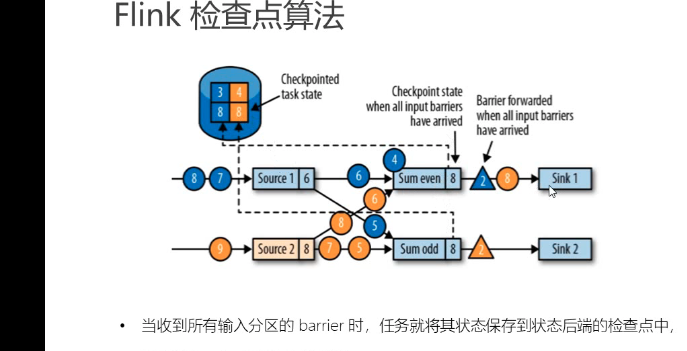 Flink 检查点算法
3 4
8 8
Checkpointed
task state
Checkpoint state
when all input barriers
have arrived
Barrier forwarded
when all input barriers
have arrived
4
8 7 Source 1 6 6 Sum even 8 2 8 Sink 1
6
8 5
9 Source 2 8 7 5 Sum odd 8 2 Sink 2
• 当收到所有输入分区的 barrier 时，任务就将其状态保存到状态后端的检查点中，